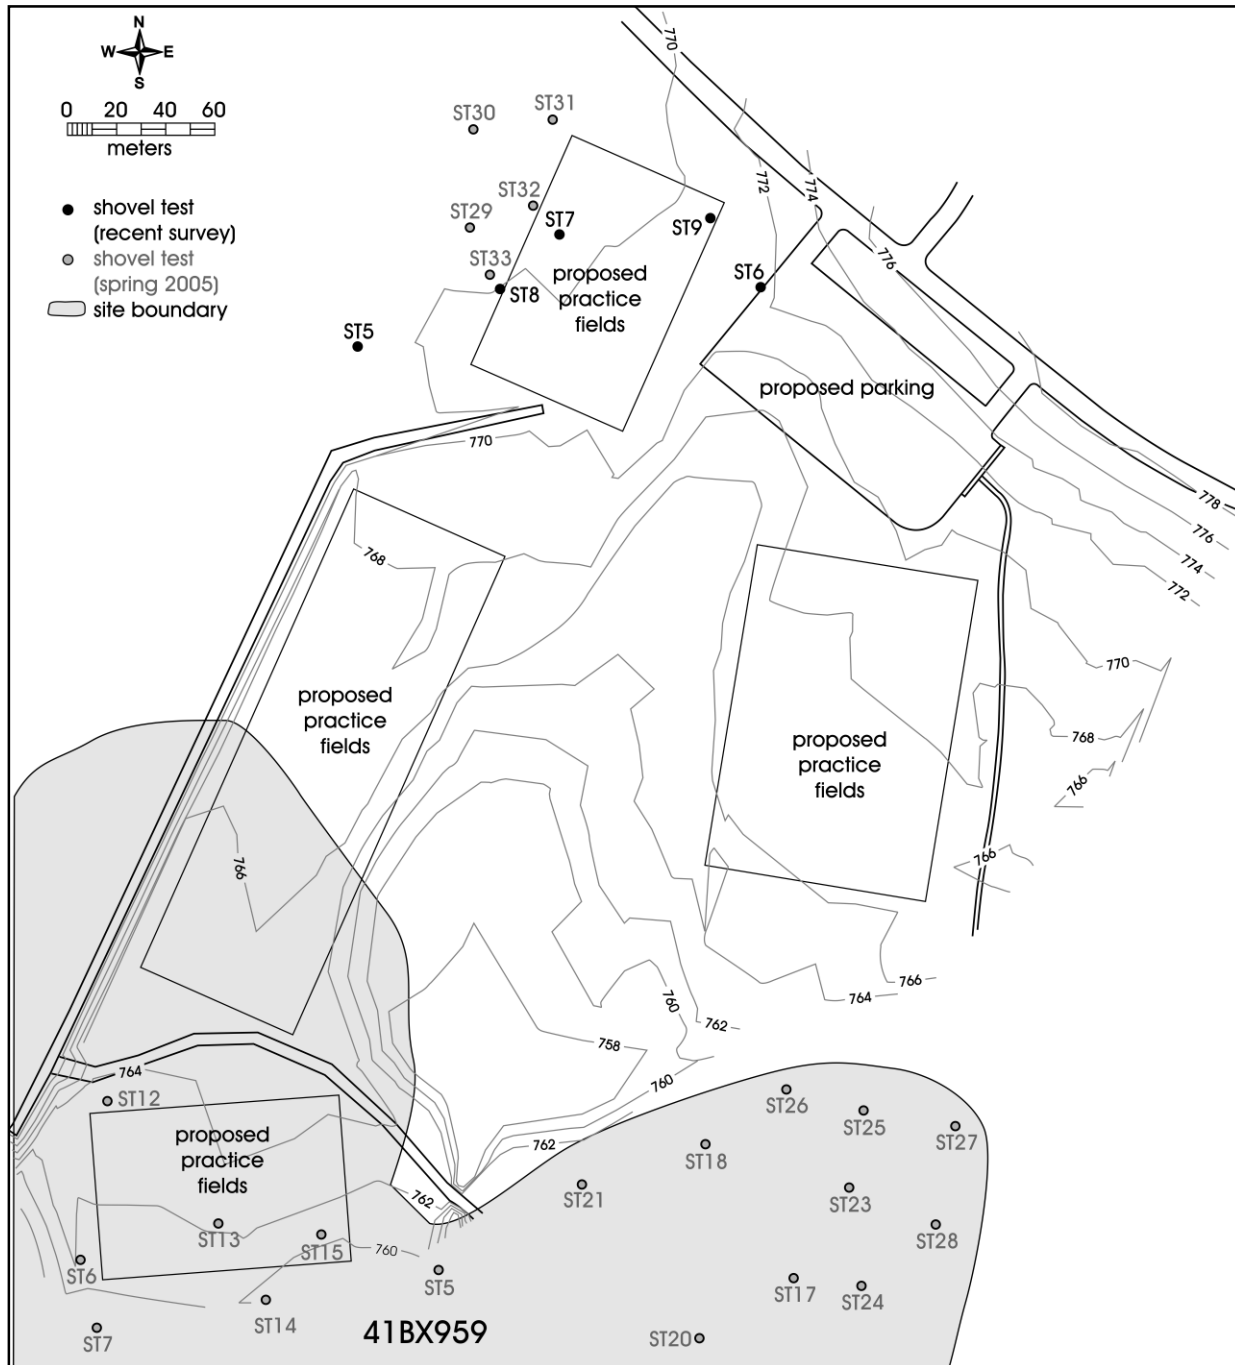 N
W E
S
0 20 40 60
meters
shovel test
(recent survey)
shovel test
(spring 2005)
site boundary
770
ST30
ST31
772
774
ST32
ST29
ST7
ST9
776
ST33
ST8
proposed
practice
fields
ST6
ST5
proposed parking
770
778
776
774
772
768
770
proposed
practice
fields
768
proposed
practice
fields
766
766
766
766
764
760
762
758
760
764
ST12
ST26
ST25
ST27
proposed
practice
fields
762
ST18
762
ST21
ST23
ST13
ST15
760
ST28
ST6
ST5
ST17
ST24
ST14
ST7
41BX959
ST20